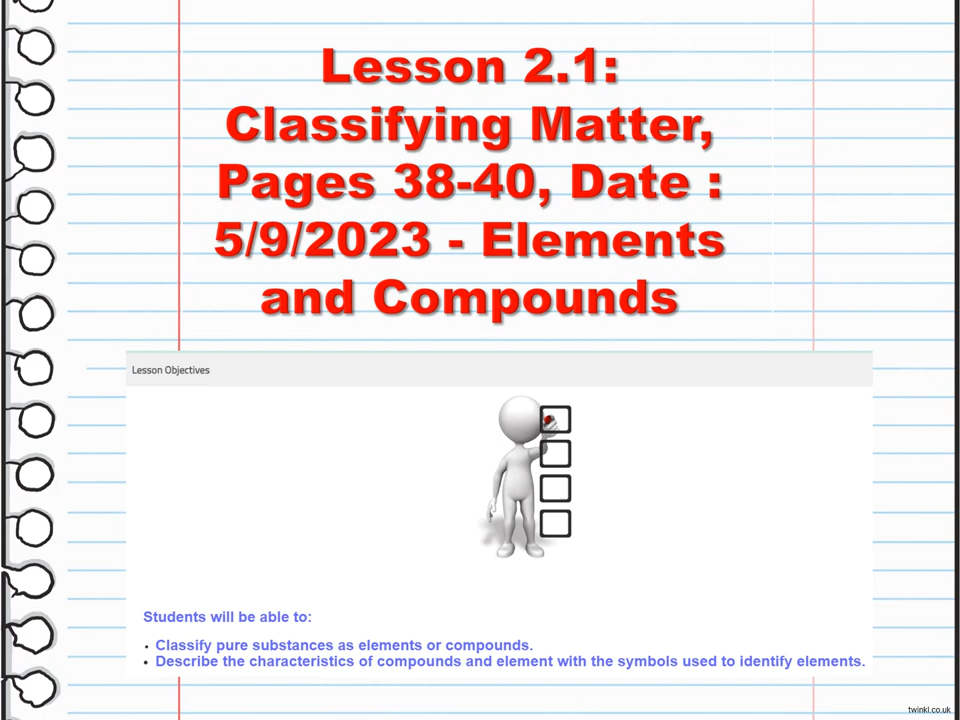 Lesson 2.1:
Classifying Matter,
Pages 38-40, Date :
5/9/2023 - Elements
and Compounds
Lesson Objectives
Students will be able to:
• Classify pure substances as elements or compounds.
• Describe the characteristics of compounds and element with the symbols used to identify elements.
twinkl.co.uk